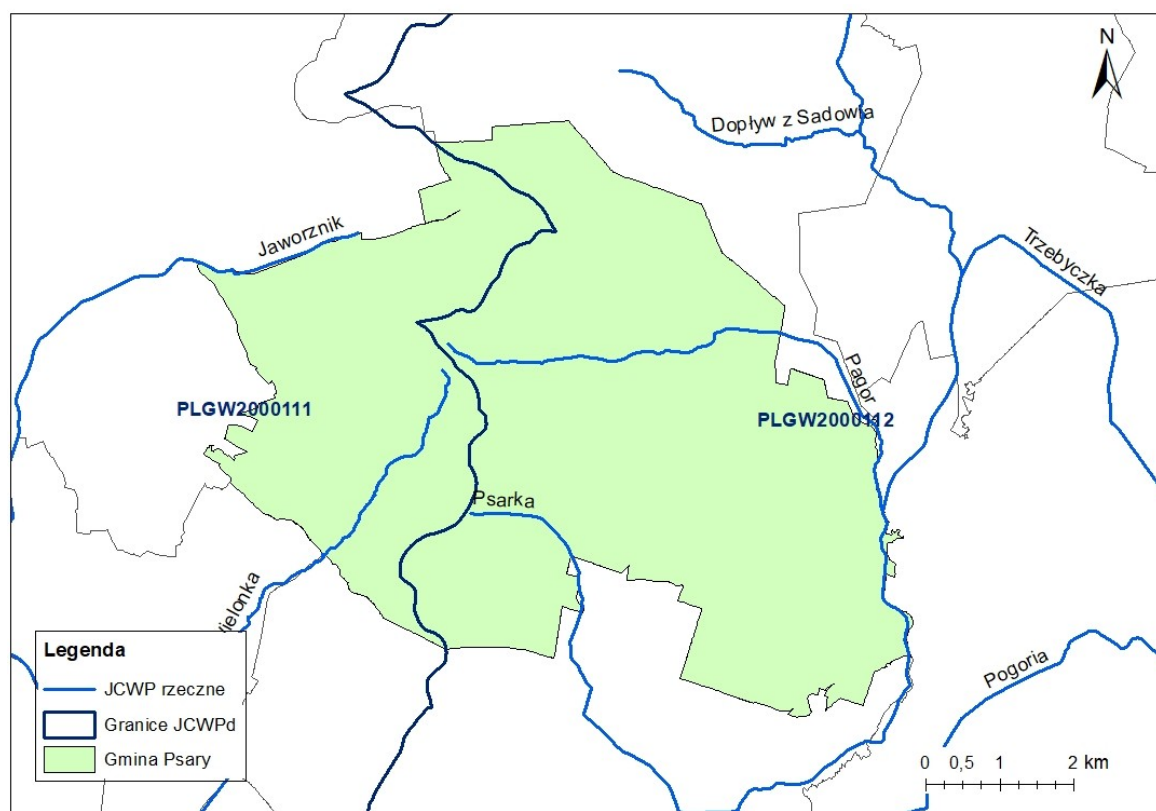 N
Dopływ z Sadowia
Jaworznik
Trzebyczka
Pagor
PLGW2000111
PLGW2000112
Psarka
ielonka
Pogoria
Legenda
JCWP rzeczne
Granice JCWPd
Gmina Psary
0 0,5 1 2 km